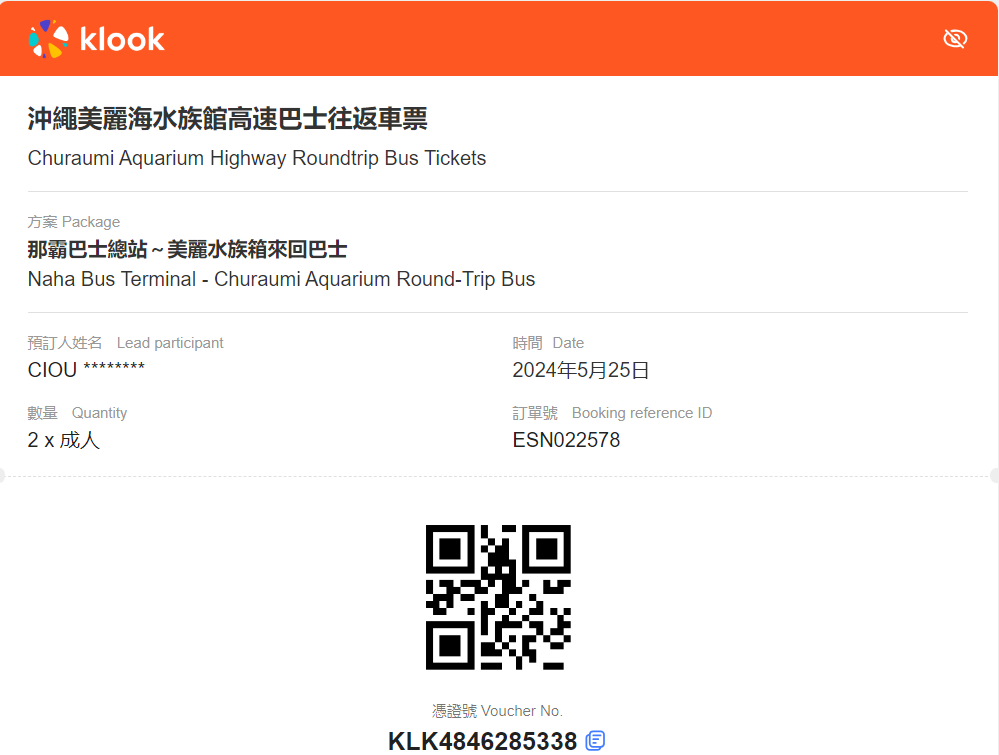 klook
沖繩美麗海水族館高速巴士往返車票
Churaumi Aquarium Highway Roundtrip Bus Tickets
方案 Package
那霸巴士總站~美麗水族箱來回巴士
Naha Bus Terminal - Churaumi Aquarium Round-Trip Bus
預訂人姓名 Lead participant
CIOU ********
時間 Date
2024年5月25日
數量 Quantity
2 x 成人
訂單號 Booking reference ID
ESN022578
憑證號 Voucher No.
KLK4846285338